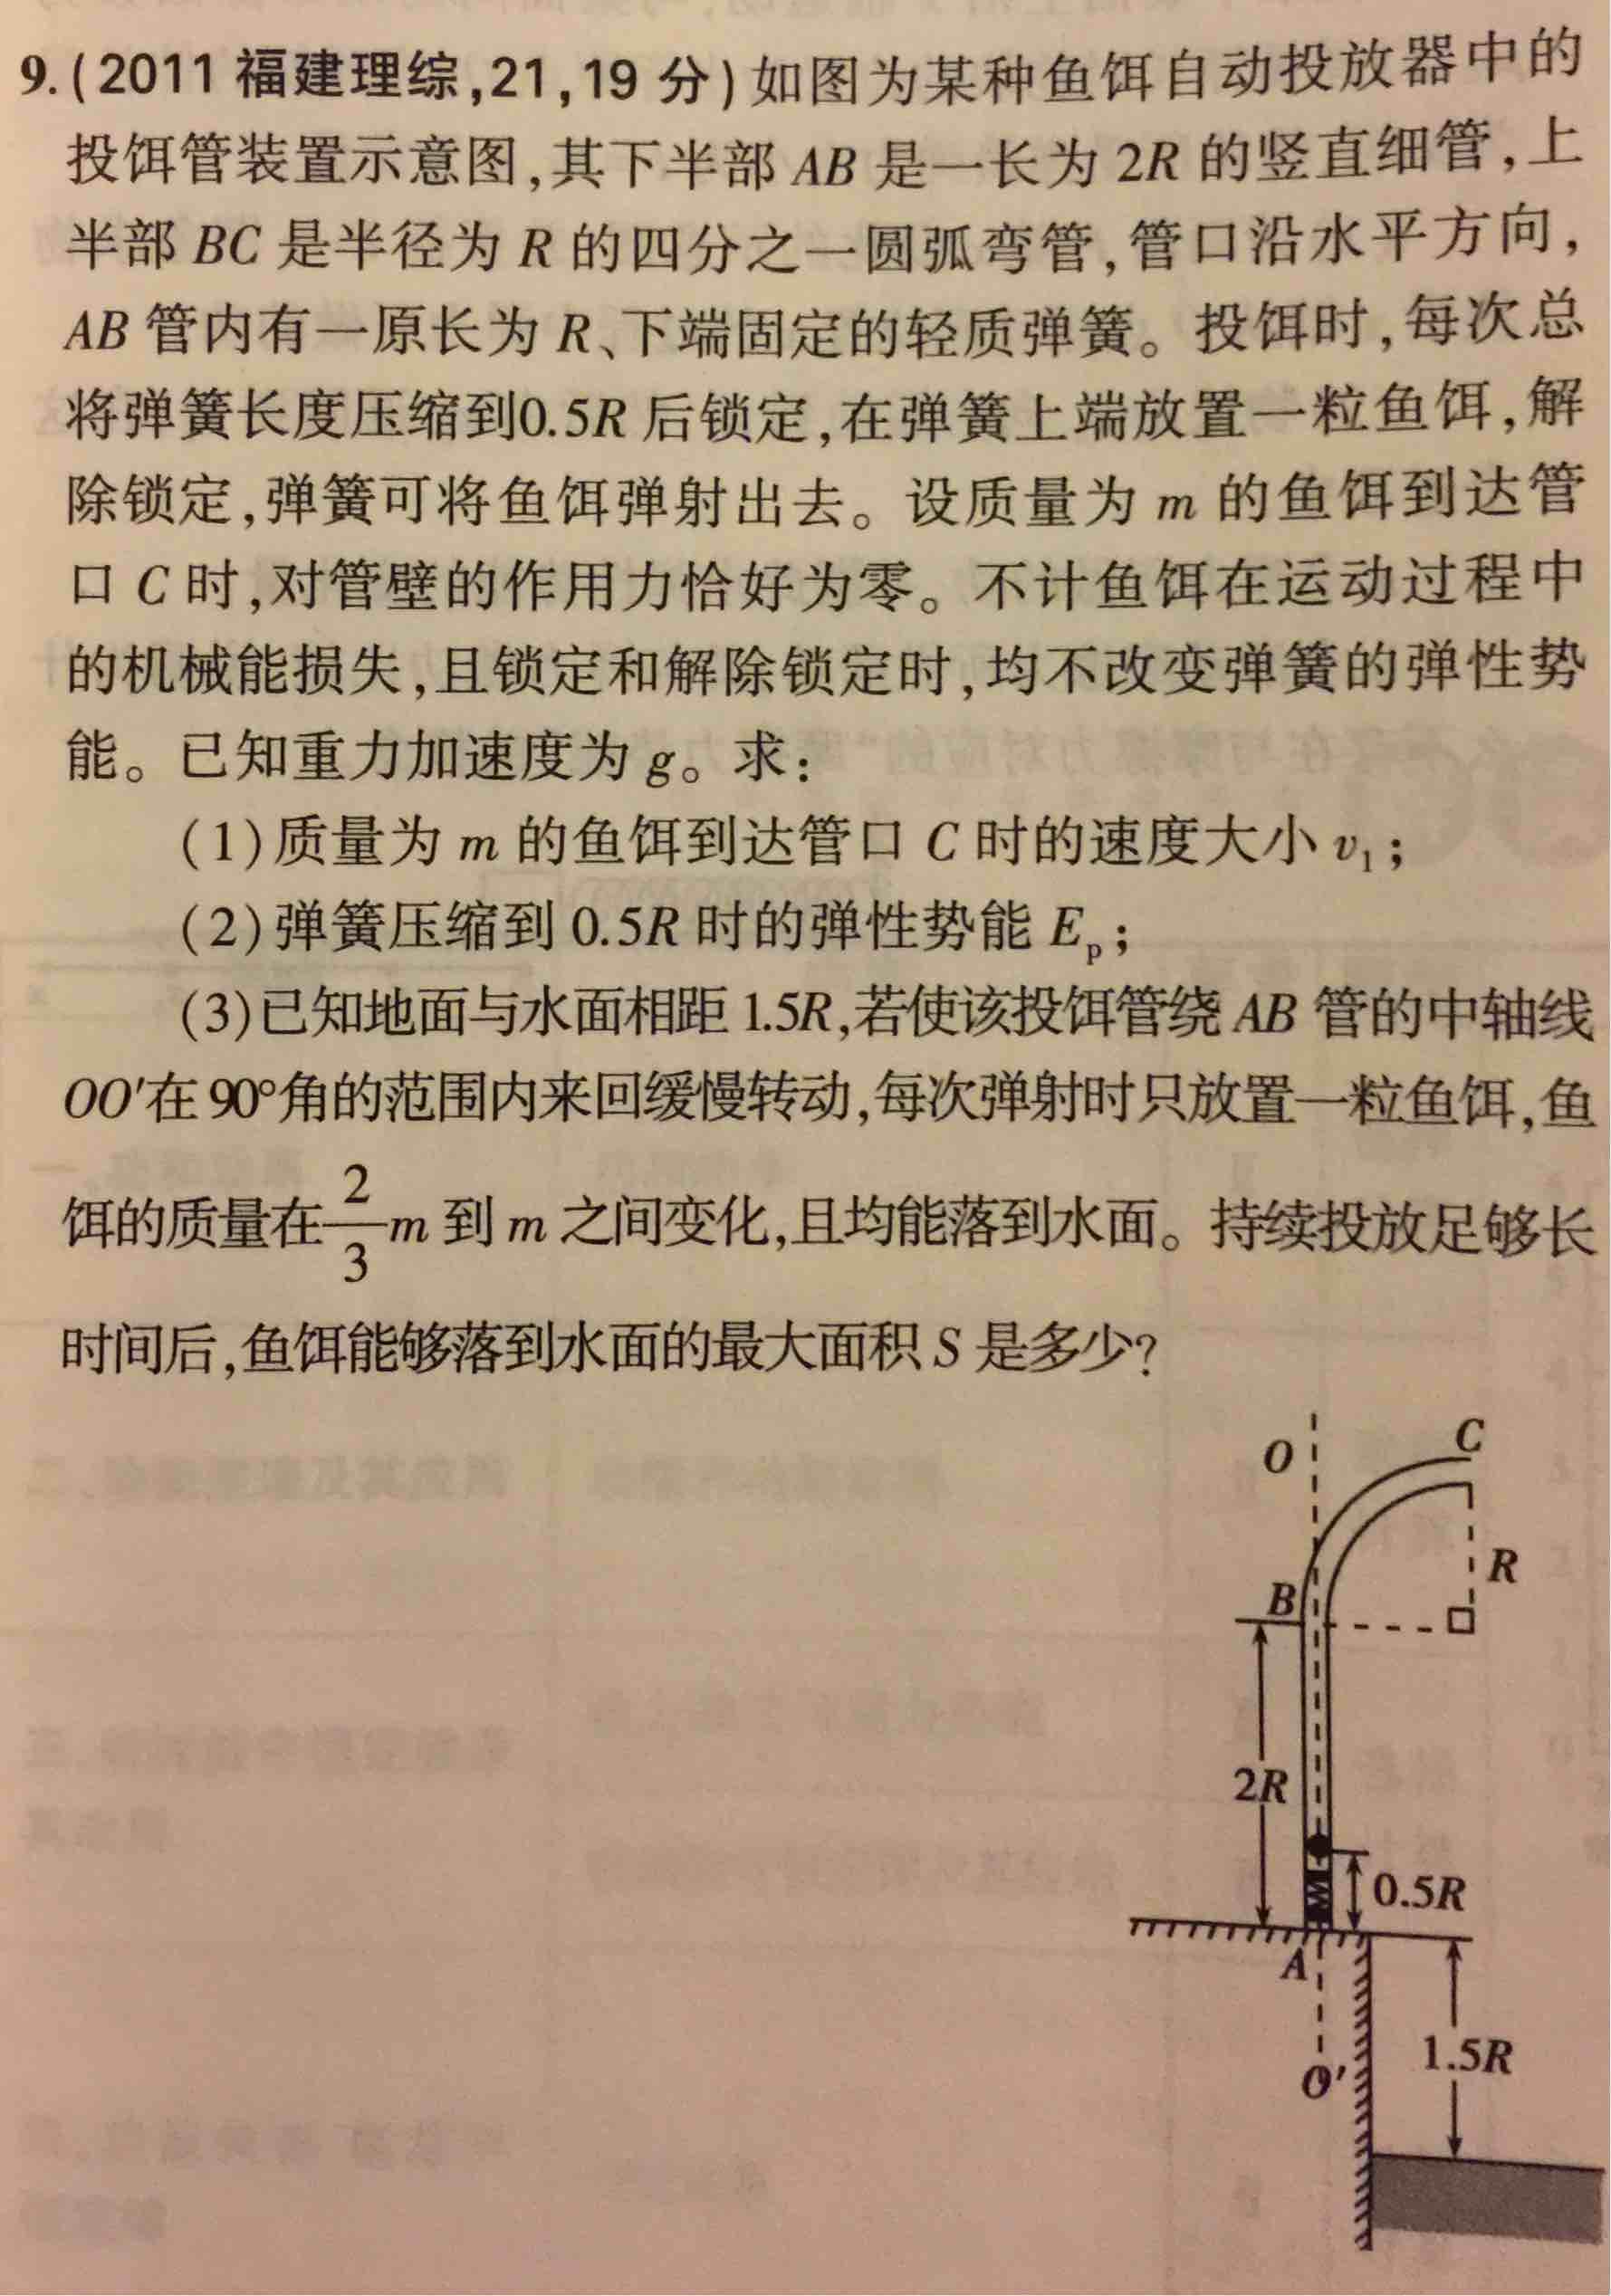 9.(2011 福建理综,21,19 分)如图为某种鱼饵自动投放器中的
投饵管装置示意图,其下半部 AB 是一长为 2R 的竖直细管,上
半部 BC 是半径为 R 的四分之一圆弧弯管,管口沿水平方向,
AB 管内有一原长为 R、下端固定的轻质弹簧。投饵时,每次总
将弹簧长度压缩到0.5R 后锁定,在弹簧上端放置一粒鱼饵,解
除锁定,弹簧可将鱼饵弹射出去。设质量为 m 的鱼饵到达管
口 C 时,对管壁的作用力恰好为零。不计鱼饵在运动过程中
的机械能损失,且锁定和解除锁定时,均不改变弹簧的弹性势
能。已知重力加速度为 g。求:
(1)质量为 m 的鱼饵到达管口 C 时的速度大小 v₁;
(2)弹簧压缩到 0.5R 时的弹性势能 Eₚ;
(3)已知地面与水面相距 1.5R,若使该投饵管绕 AB 管的中轴线
OO′在 90°角的范围内来回缓慢转动,每次弹射时只放置一粒鱼饵,鱼
饵的质量在 2/3 m 到 m 之间变化,且均能落到水面。持续投放足够长
时间后,鱼饵能够落到水面的最大面积 S 是多少?
O
C
R
B
2R
0.5R
A
1.5R
O′